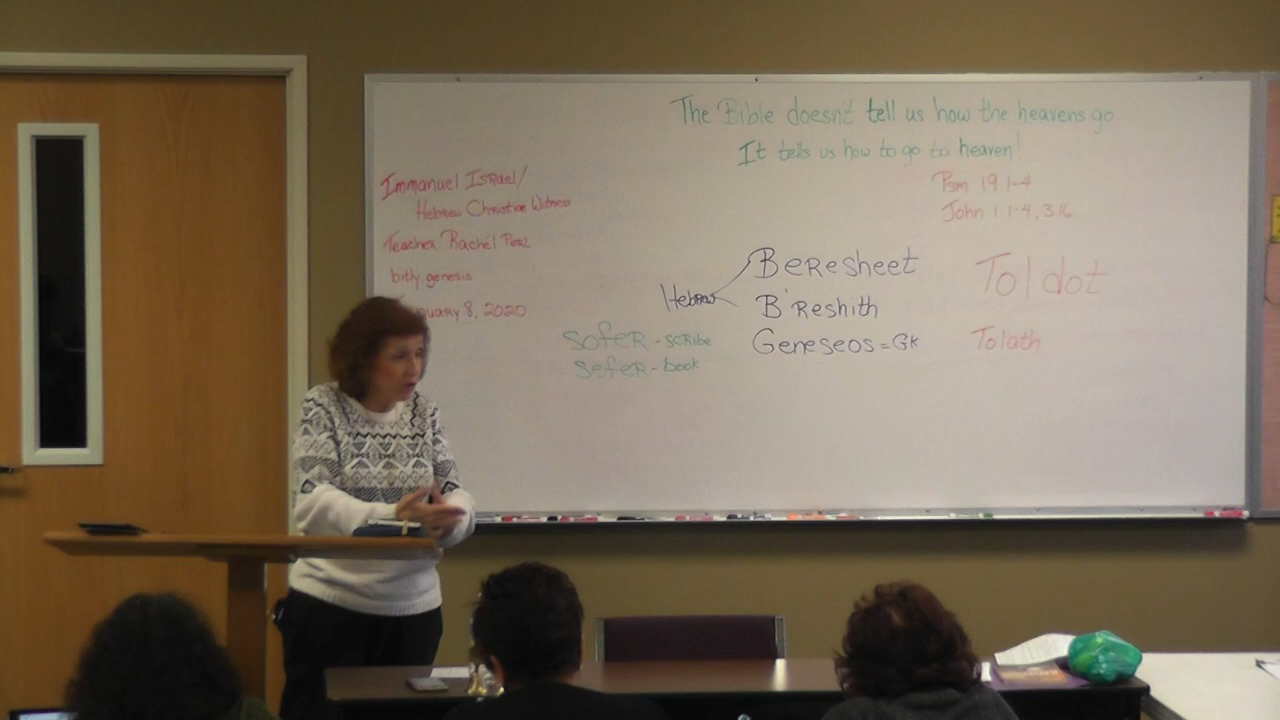 The Bible doesn't tell us how the heavens go
It tells us how to go to heaven!
Psm 19:1-4
John 1:1-4, 3:16
Immanuel Israel/
Hebrew Christian Witness
Teacher: Rachel
bitly genesis
uary 8, 2020
Hebrew
Beresheet
B'Reshith
Geneseos = Gk
sofer - scribe
sefer - book
Toldot
Tolath